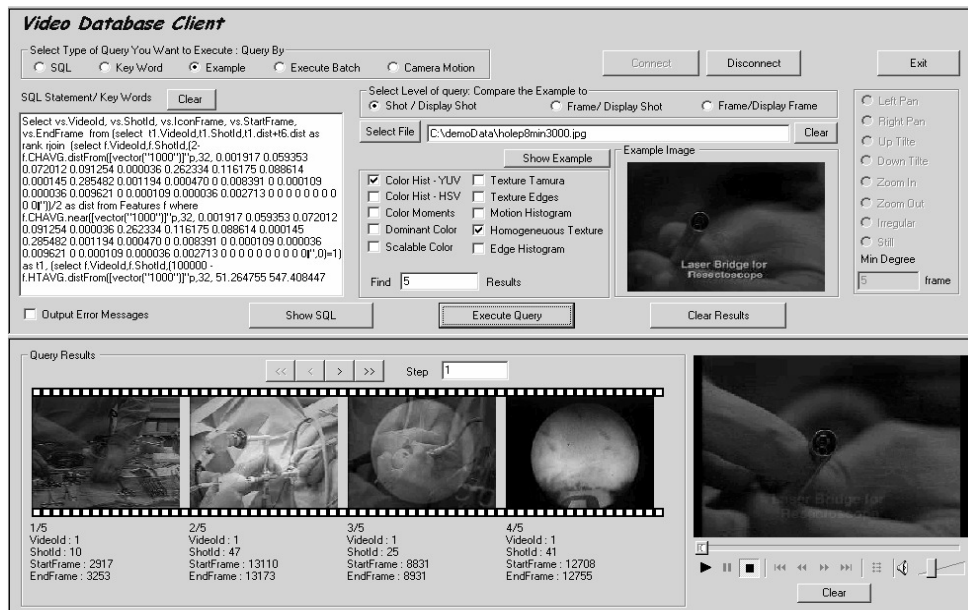 Video Database Client
Select Type of Query You Want to Execute : Query By
SQL Key Word Example Execute Batch Camera Motion
Connect Disconnect Exit
SQL Statement/ Key Words Clear
Select vs.VideoId, vs.ShotId, vs.IconFrame, vs.StartFrame,
vs.EndFrame from (select t1.VideoId,t1.ShotId,t1.dist+t6.dist as
rank rjoin (select f.VideoId,f.ShotId,(2-
f.CHAVG.distFrom([vector("1000")]"p,32, 0.001917 0.059353
0.072012 0.091254 0.000036 0.262334 0.116175 0.088614
0.000145 0.285482 0.001194 0.000470 0 0.008391 0 0.000109
0.000036 0.009621 0 0.000109 0.000036 0.002713 0 0 0 0 0 0 0 0
0 0"))/2 as dist from Features f where
f.CHAVG.near([vector("1000")]"p,32, 0.001917 0.059353 0.072012
0.091254 0.000036 0.262334 0.116175 0.088614 0.000145
0.285482 0.001194 0.000470 0 0.008391 0 0.000109 0.000036
0.009621 0 0.000109 0.000036 0.002713 0 0 0 0 0 0 0 0 0 0",0)=1)
as t1, (select f.VideoId,f.ShotId,(100000 -
f.HTAVG.distFrom([vector("1000")]"p,32, 51.264755 547.408447
Select Level of query: Compare the Example to
Shot / Display Shot Frame/ Display Shot Frame/Display Frame
Select File C:\demoData\holep8min3000.jpg Clear
Show Example
Color Hist - YUV Texture Tamura
Color Hist - HSV Texture Edges
Color Moments Motion Histogram
Dominant Color Homogeneuous Texture
Scalable Color Edge Histogram
Find 5 Results
Example Image
Laser Bridge for
Resectoscope
Left Pan
Right Pan
Up Tilte
Down Tilte
Zoom In
Zoom Out
Irregular
Still
Min Degree
5 frame
Output Error Messages Show SQL Execute Query Clear Results
Query Results
<< < > >> Step 1
1/5
VideoId : 1
ShotId : 10
StartFrame : 2917
EndFrame : 3253
2/5
VideoId : 1
ShotId : 47
StartFrame : 13110
EndFrame : 13173
3/5
VideoId : 1
ShotId : 25
StartFrame : 8831
EndFrame : 8931
4/5
VideoId : 1
ShotId : 41
StartFrame : 12708
EndFrame : 12755
Laser Bridge for
Resectoscope
Clear